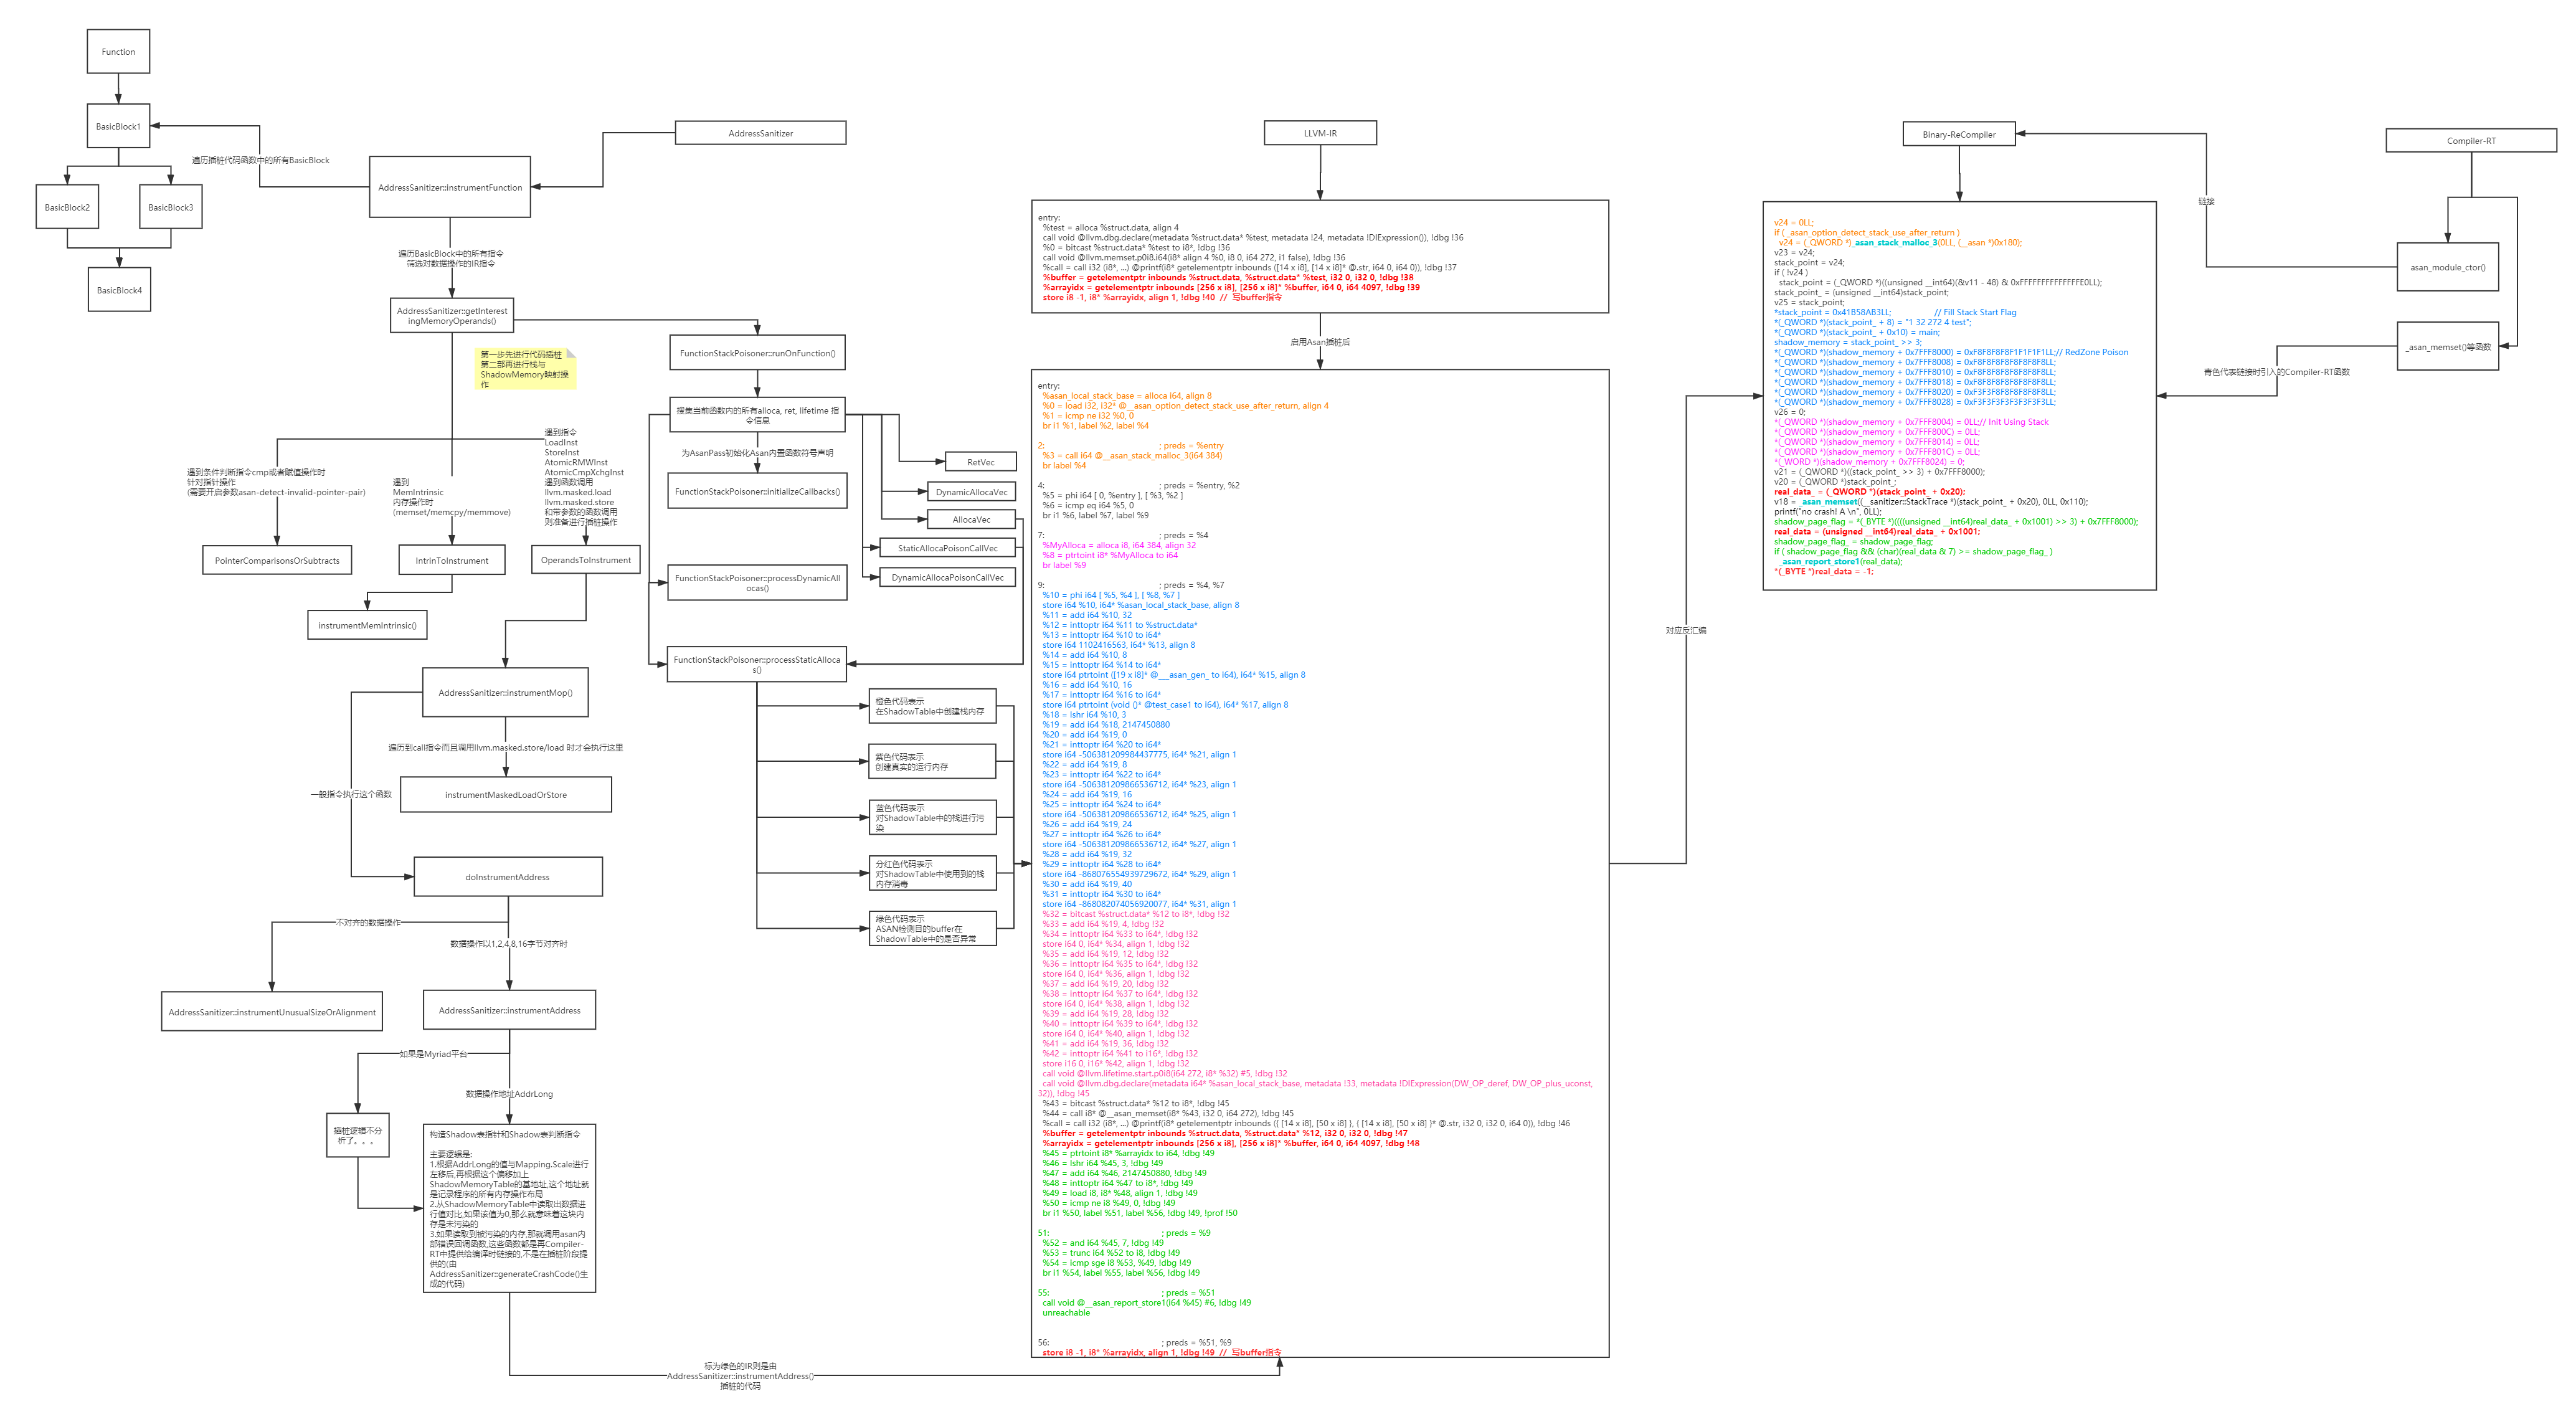 Function
BasicBlock1
遍历插桩代码函数中的所有BasicBlock
BasicBlock2
BasicBlock3
BasicBlock4
AddressSanitizer
AddressSanitizer::instrumentFunction
遍历BasicBlock中的所有指令
筛选对数据操作的IR指令
AddressSanitizer::getInterest
ingMemoryOperands()
第一步先进行代码插桩
第二部再进行栈与
ShadowMemory映射操
作
遇到条件判断指令cmp或者赋值操作时
针对指针操作
(需要开启参数asan-detect-invalid-pointer-pair)
遇到
MemIntrinsic
内存操作时
(memset/memcpy/memmove)
遇到指令
LoadInst
StoreInst
AtomicRMWInst
AtomicCmpXchgInst
遇到函数调用
llvm.masked.load
llvm.masked.store
和带参数的函数调用
则准备进行插桩操作
PointerComparisonsOrSubtracts
IntrinToInstrument
OperandsToInstrument
instrumentMemIntrinsic()
AddressSanitizer::instrumentMop()
遍历到call指令而且调用llvm.masked.store/load 时才会执行这里
一般指令执行这个函数
instrumentMaskedLoadOrStore
doInstrumentAddress
不对齐的数据操作
数据操作以1,2,4,8,16字节对齐时
AddressSanitizer::instrumentUnusualSizeOrAlignment
AddressSanitizer::instrumentAddress
如果是Myriad平台
数据操作地址AddrLong
插桩逻辑不分
析了。。。
构造Shadow表指针和Shadow表判断指令
主要逻辑是:
1.根据AddrLong的值与Mapping.Scale进行
左移后,再根据这个偏移加上
ShadowMemoryTable的基地址,这个地址就
是记录程序的所有内存操作布局
2.从ShadowMemoryTable中读取出数据进
行值对比,如果该值为0,那么就意味着这块内
存是未污染的
3.如果读取到被污染的内存,那就调用asan内
部错误回调函数,这些函数都是再Compiler-
RT中提供给编译时链接的,不是在插桩阶段提
供的(由
AddressSanitizer::generateCrashCode()生
成的代码)
标为绿色的IR则是由
AddressSanitizer::instrumentAddress()
插桩的代码
FunctionStackPoisoner::runOnFunction()
搜集当前函数内的所有alloca, ret, lifetime 指
令信息
为AsanPass初始化Asan内置函数符号声明
FunctionStackPoisoner::initializeCallbacks()
RetVec
DynamicAllocaVec
AllocaVec
StaticAllocaPoisonCallVec
DynamicAllocaPoisonCallVec
FunctionStackPoisoner::processDynamicAll
ocas()
FunctionStackPoisoner::processStaticAlloca
s()
橙色代码表示
在ShadowTable中创建栈内存
紫色代码表示
创建真实的运行内存
蓝色代码表示
对ShadowTable中的栈进行污
染
分红色代码表示
对ShadowTable中使用到的栈
内存消毒
绿色代码表示
ASAN检测目的buffer在
ShadowTable中的是否异常
LLVM-IR
entry:
%test = alloca %struct.data, align 4
call void @llvm.dbg.declare(metadata %struct.data* %test, metadata !24, metadata !DIExpression()), !dbg !36
%0 = bitcast %struct.data* %test to i8*, !dbg !36
call void @llvm.memset.p0i8.i64(i8* align 4 %0, i8 0, i64 272, i1 false), !dbg !36
%call = call i32 (i8*, ...) @printf(i8* getelementptr inbounds ([14 x i8], [14 x i8]* @.str, i64 0, i64 0)), !dbg !37
%buffer = getelementptr inbounds %struct.data, %struct.data* %test, i32 0, i32 0, !dbg !38
%arrayidx = getelementptr inbounds [256 x i8], [256 x i8]* %buffer, i64 0, i64 4097, !dbg !39
store i8 -1, i8* %arrayidx, align 1, !dbg !40  //  写buffer指令
启用Asan插桩后
entry:
%asan_local_stack_base = alloca i64, align 8
%0 = load i32, i32* @__asan_option_detect_stack_use_after_return, align 4
%1 = icmp ne i32 %0, 0
br i1 %1, label %2, label %4
2: ; preds = %entry
%3 = call i64 @__asan_stack_malloc_3(i64 384)
br label %4
4: ; preds = %entry, %2
%5 = phi i64 [ 0, %entry ], [ %3, %2 ]
%6 = icmp eq i64 %5, 0
br i1 %6, label %7, label %9
7: ; preds = %4
%MyAlloca = alloca i8, i64 384, align 32
%8 = ptrtoint i8* %MyAlloca to i64
br label %9
9: ; preds = %4, %7
%10 = phi i64 [ %5, %4 ], [ %8, %7 ]
store i64 %10, i64* %asan_local_stack_base, align 8
%11 = add i64 %10, 32
%12 = inttoptr i64 %11 to %struct.data*
%13 = inttoptr i64 %10 to i64*
store i64 1102416563, i64* %13, align 8
%14 = add i64 %10, 8
%15 = inttoptr i64 %14 to i64*
store i64 ptrtoint ([19 x i8]* @___asan_gen_ to i64), i64* %15, align 8
%16 = add i64 %10, 16
%17 = inttoptr i64 %16 to i64*
store i64 ptrtoint (void ()* @test_case1 to i64), i64* %17, align 8
%18 = lshr i64 %10, 3
%19 = add i64 %18, 2147450880
%20 = add i64 %19, 0
%21 = inttoptr i64 %20 to i64*
store i64 -506381209984437775, i64* %21, align 1
%22 = add i64 %19, 8
%23 = inttoptr i64 %22 to i64*
store i64 -506381209866536712, i64* %23, align 1
%24 = add i64 %19, 16
%25 = inttoptr i64 %24 to i64*
store i64 -506381209866536712, i64* %25, align 1
%26 = add i64 %19, 24
%27 = inttoptr i64 %26 to i64*
store i64 -506381209866536712, i64* %27, align 1
%28 = add i64 %19, 32
%29 = inttoptr i64 %28 to i64*
store i64 -868076554939729672, i64* %29, align 1
%30 = add i64 %19, 40
%31 = inttoptr i64 %30 to i64*
store i64 -868082074056920077, i64* %31, align 1
%32 = bitcast %struct.data* %12 to i8*, !dbg !32
%33 = add i64 %19, 4, !dbg !32
%34 = inttoptr i64 %33 to i64*, !dbg !32
store i64 0, i64* %34, align 1, !dbg !32
%35 = add i64 %19, 12, !dbg !32
%36 = inttoptr i64 %35 to i64*, !dbg !32
store i64 0, i64* %36, align 1, !dbg !32
%37 = add i64 %19, 20, !dbg !32
%38 = inttoptr i64 %37 to i64*, !dbg !32
store i64 0, i64* %38, align 1, !dbg !32
%39 = add i64 %19, 28, !dbg !32
%40 = inttoptr i64 %39 to i64*, !dbg !32
store i64 0, i64* %40, align 1, !dbg !32
%41 = add i64 %19, 36, !dbg !32
%42 = inttoptr i64 %41 to i16*, !dbg !32
store i16 0, i16* %42, align 1, !dbg !32
call void @llvm.lifetime.start.p0i8(i64 272, i8* %32) #5, !dbg !32
call void @llvm.dbg.declare(metadata i64* %asan_local_stack_base, metadata !33, metadata !DIExpression(DW_OP_deref, DW_OP_plus_uconst,
32)), !dbg !45
%43 = bitcast %struct.data* %12 to i8*, !dbg !45
%44 = call i8* @__asan_memset(i8* %43, i32 0, i64 272), !dbg !45
%call = call i32 (i8*, ...) @printf(i8* getelementptr inbounds ({ [14 x i8], [50 x i8] }, { [14 x i8], [50 x i8] }* @.str, i32 0, i32 0, i64 0)), !dbg !46
%buffer = getelementptr inbounds %struct.data, %struct.data* %12, i32 0, i32 0, !dbg !47
%arrayidx = getelementptr inbounds [256 x i8], [256 x i8]* %buffer, i64 0, i64 4097, !dbg !48
%45 = ptrtoint i8* %arrayidx to i64, !dbg !49
%46 = lshr i64 %45, 3, !dbg !49
%47 = add i64 %46, 2147450880, !dbg !49
%48 = inttoptr i64 %47 to i8*, !dbg !49
%49 = load i8, i8* %48, align 1, !dbg !49
%50 = icmp ne i8 %49, 0, !dbg !49
br i1 %50, label %51, label %56, !dbg !49, !prof !50
51: ; preds = %9
%52 = and i64 %45, 7, !dbg !49
%53 = trunc i64 %52 to i8, !dbg !49
%54 = icmp sge i8 %53, %49, !dbg !49
br i1 %54, label %55, label %56, !dbg !49
55: ; preds = %51
call void @__asan_report_store1(i64 %45) #6, !dbg !49
unreachable
56: ; preds = %51, %9
store i8 -1, i8* %arrayidx, align 1, !dbg !49  //  写buffer指令
对应反汇编
Binary-ReCompiler
v24 = 0LL;
if ( _asan_option_detect_stack_use_after_return )
v24 = (_QWORD *)_asan_stack_malloc_3(0LL, (__asan *)0x180);
v23 = v24;
stack_point = v24;
if ( !v24 )
stack_point = (_QWORD *)((unsigned __int64)(&v11 - 48) & 0xFFFFFFFFFFFFFFE0LL);
stack_point_ = (unsigned __int64)stack_point;
v25 = stack_point;
*stack_point = 0x41B58AB3LL; // Fill Stack Start Flag
*(_QWORD *)(stack_point_ + 8) = "1 32 272 4 test";
*(_QWORD *)(stack_point_ + 0x10) = main;
shadow_memory = stack_point_ >> 3;
*(_QWORD *)(shadow_memory + 0x7FFF8000) = 0xF8F8F8F8F1F1F1F1LL;// RedZone Poison
*(_QWORD *)(shadow_memory + 0x7FFF8008) = 0xF8F8F8F8F8F8F8F8LL;
*(_QWORD *)(shadow_memory + 0x7FFF8010) = 0xF8F8F8F8F8F8F8F8LL;
*(_QWORD *)(shadow_memory + 0x7FFF8018) = 0xF8F8F8F8F8F8F8F8LL;
*(_QWORD *)(shadow_memory + 0x7FFF8020) = 0xF3F3F8F8F8F8F8F8LL;
*(_QWORD *)(shadow_memory + 0x7FFF8028) = 0xF3F3F3F3F3F3F3F3LL;
v26 = 0;
*(_QWORD *)(shadow_memory + 0x7FFF8004) = 0LL;// Init Using Stack
*(_QWORD *)(shadow_memory + 0x7FFF800C) = 0LL;
*(_QWORD *)(shadow_memory + 0x7FFF8014) = 0LL;
*(_QWORD *)(shadow_memory + 0x7FFF801C) = 0LL;
*(_WORD *)(shadow_memory + 0x7FFF8024) = 0;
v21 = (_QWORD *)((stack_point_ >> 3) + 0x7FFF8000);
v20 = (_QWORD *)stack_point_;
real_data_ = (_QWORD *)(stack_point_ + 0x20);
v18 = _asan_memset((__sanitizer::StackTrace *)(stack_point_ + 0x20), 0LL, 0x110);
printf("no crash! A \n", 0LL);
shadow_page_flag = *(_BYTE *)((((unsigned __int64)real_data_ + 0x1001) >> 3) + 0x7FFF8000);
real_data = (unsigned __int64)real_data_ + 0x1001;
shadow_page_flag_ = shadow_page_flag;
if ( shadow_page_flag && (char)(real_data & 7) >= shadow_page_flag_ )
_asan_report_store1(real_data);
*(_BYTE *)real_data = -1;
链接
Compiler-RT
asan_module_ctor()
_asan_memset()等函数
青色代表链接时引入的Compiler-RT函数